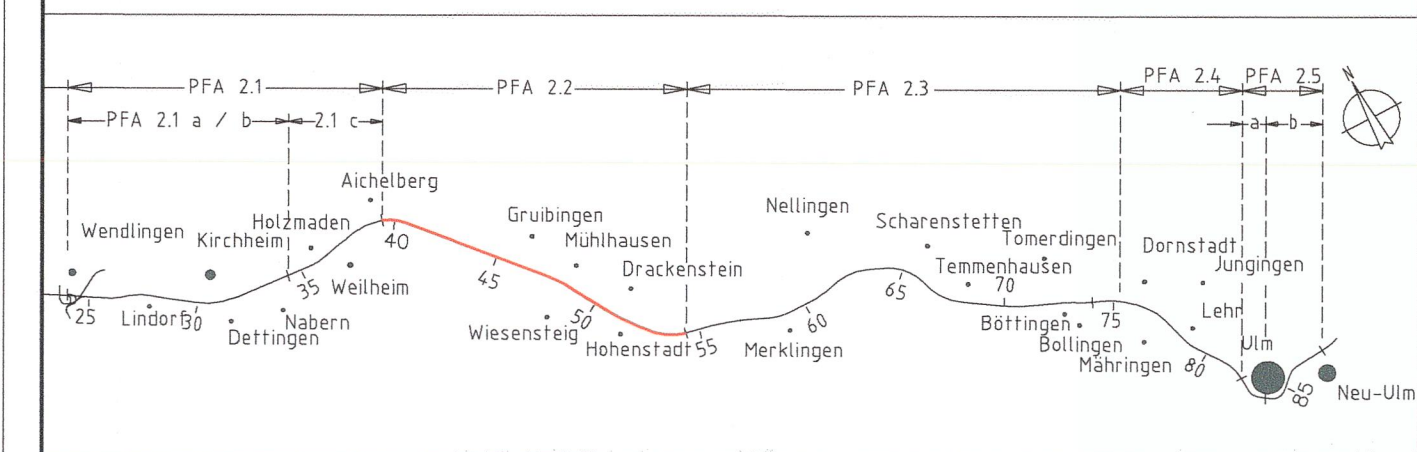 PFA 2.1 PFA 2.2 PFA 2.3 PFA 2.4 PFA 2.5
PFA 2.1 a / b 2.1 c a b N
Aichelberg
Wendlingen Holzmaden Gruibingen Nellingen Scharenstetten Tomerdingen Dornstadt
Kirchheim 40 Mühlhausen Jungingen
45 Drackenstein Temmenhausen
35 Weilheim 65 70
25 Lindorf 30 Nabern Wiesensteig 50 60 Böttingen 75 Lehr
Dettingen Hohenstadt 55 Merklingen Bollingen Ulm
Mähringen 80
85 Neu-Ulm